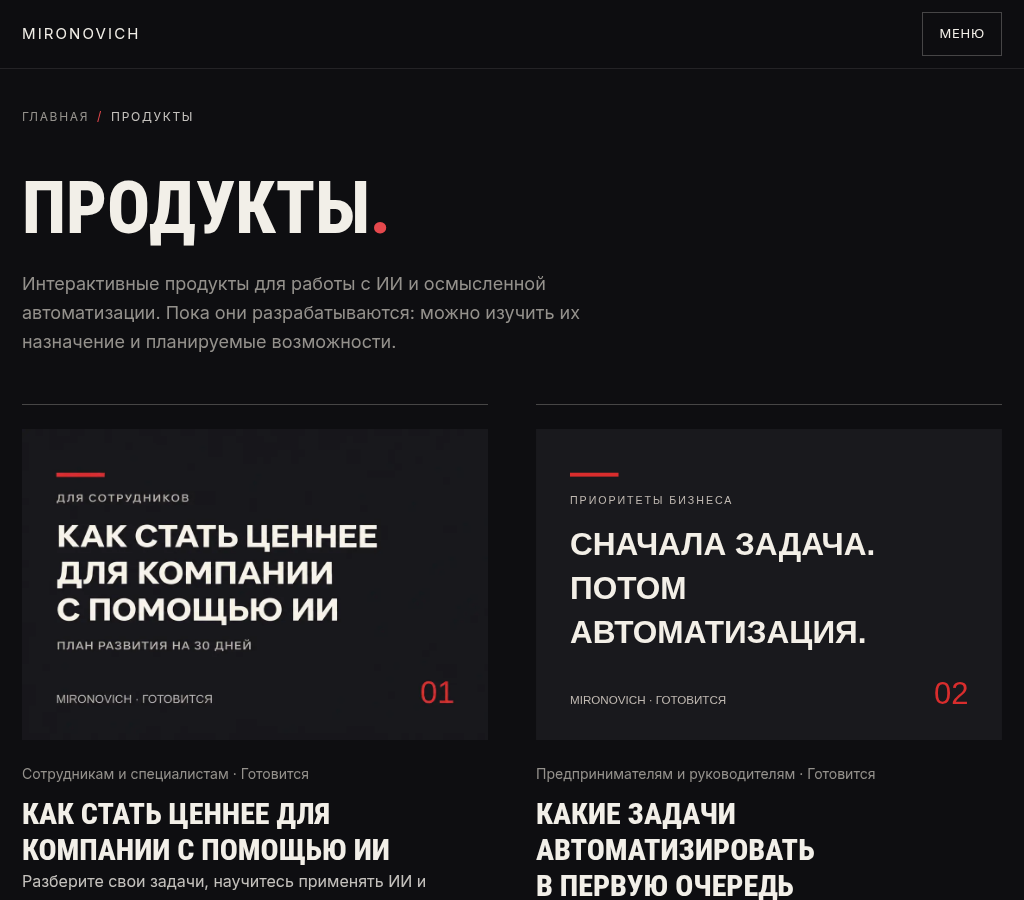 MIRONOVICH
МЕНЮ
ГЛАВНАЯ / ПРОДУКТЫ
ПРОДУКТЫ.
Интерактивные продукты для работы с ИИ и осмысленной
автоматизации. Пока они разрабатываются: можно изучить их
назначение и планируемые возможности.
ДЛЯ СОТРУДНИКОВ
КАК СТАТЬ ЦЕННЕЕ
ДЛЯ КОМПАНИИ
С ПОМОЩЬЮ ИИ
ПЛАН РАЗВИТИЯ НА 30 ДНЕЙ
MIRONOVICH · ГОТОВИТСЯ
01
Сотрудникам и специалистам · Готовится
КАК СТАТЬ ЦЕННЕЕ ДЛЯ
КОМПАНИИ С ПОМОЩЬЮ ИИ
Разберите свои задачи, научитесь применять ИИ и
ПРИОРИТЕТЫ БИЗНЕСА
СНАЧАЛА ЗАДАЧА.
ПОТОМ
АВТОМАТИЗАЦИЯ.
MIRONOVICH · ГОТОВИТСЯ
02
Предпринимателям и руководителям · Готовится
КАКИЕ ЗАДАЧИ
АВТОМАТИЗИРОВАТЬ
В ПЕРВУЮ ОЧЕРЕДЬ